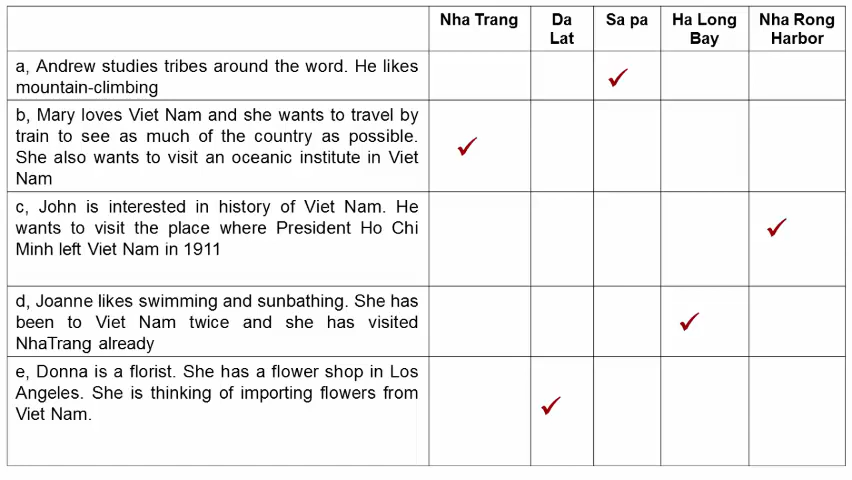 Nha Trang
Da
Lat
Sa pa
Ha Long
Bay
Nha Rong
Harbor
a, Andrew studies tribes around the word. He likes
mountain-climbing
b, Mary loves Viet Nam and she wants to travel by
train to see as much of the country as possible.
She also wants to visit an oceanic institute in Viet
Nam
c, John is interested in history of Viet Nam. He
wants to visit the place where President Ho Chi
Minh left Viet Nam in 1911
d, Joanne likes swimming and sunbathing. She has
been to Viet Nam twice and she has visited
NhaTrang already
e, Donna is a florist. She has a flower shop in Los
Angeles. She is thinking of importing flowers from
Viet Nam.